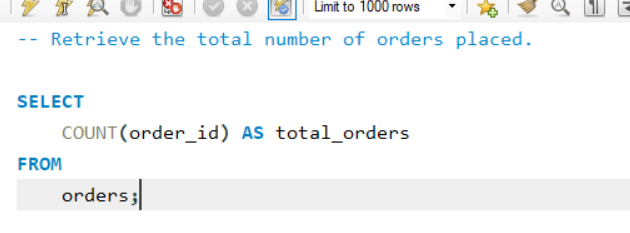 Limit to 1000 rows
-- Retrieve the total number of orders placed.
SELECT
COUNT(order_id) AS total_orders
FROM
orders;